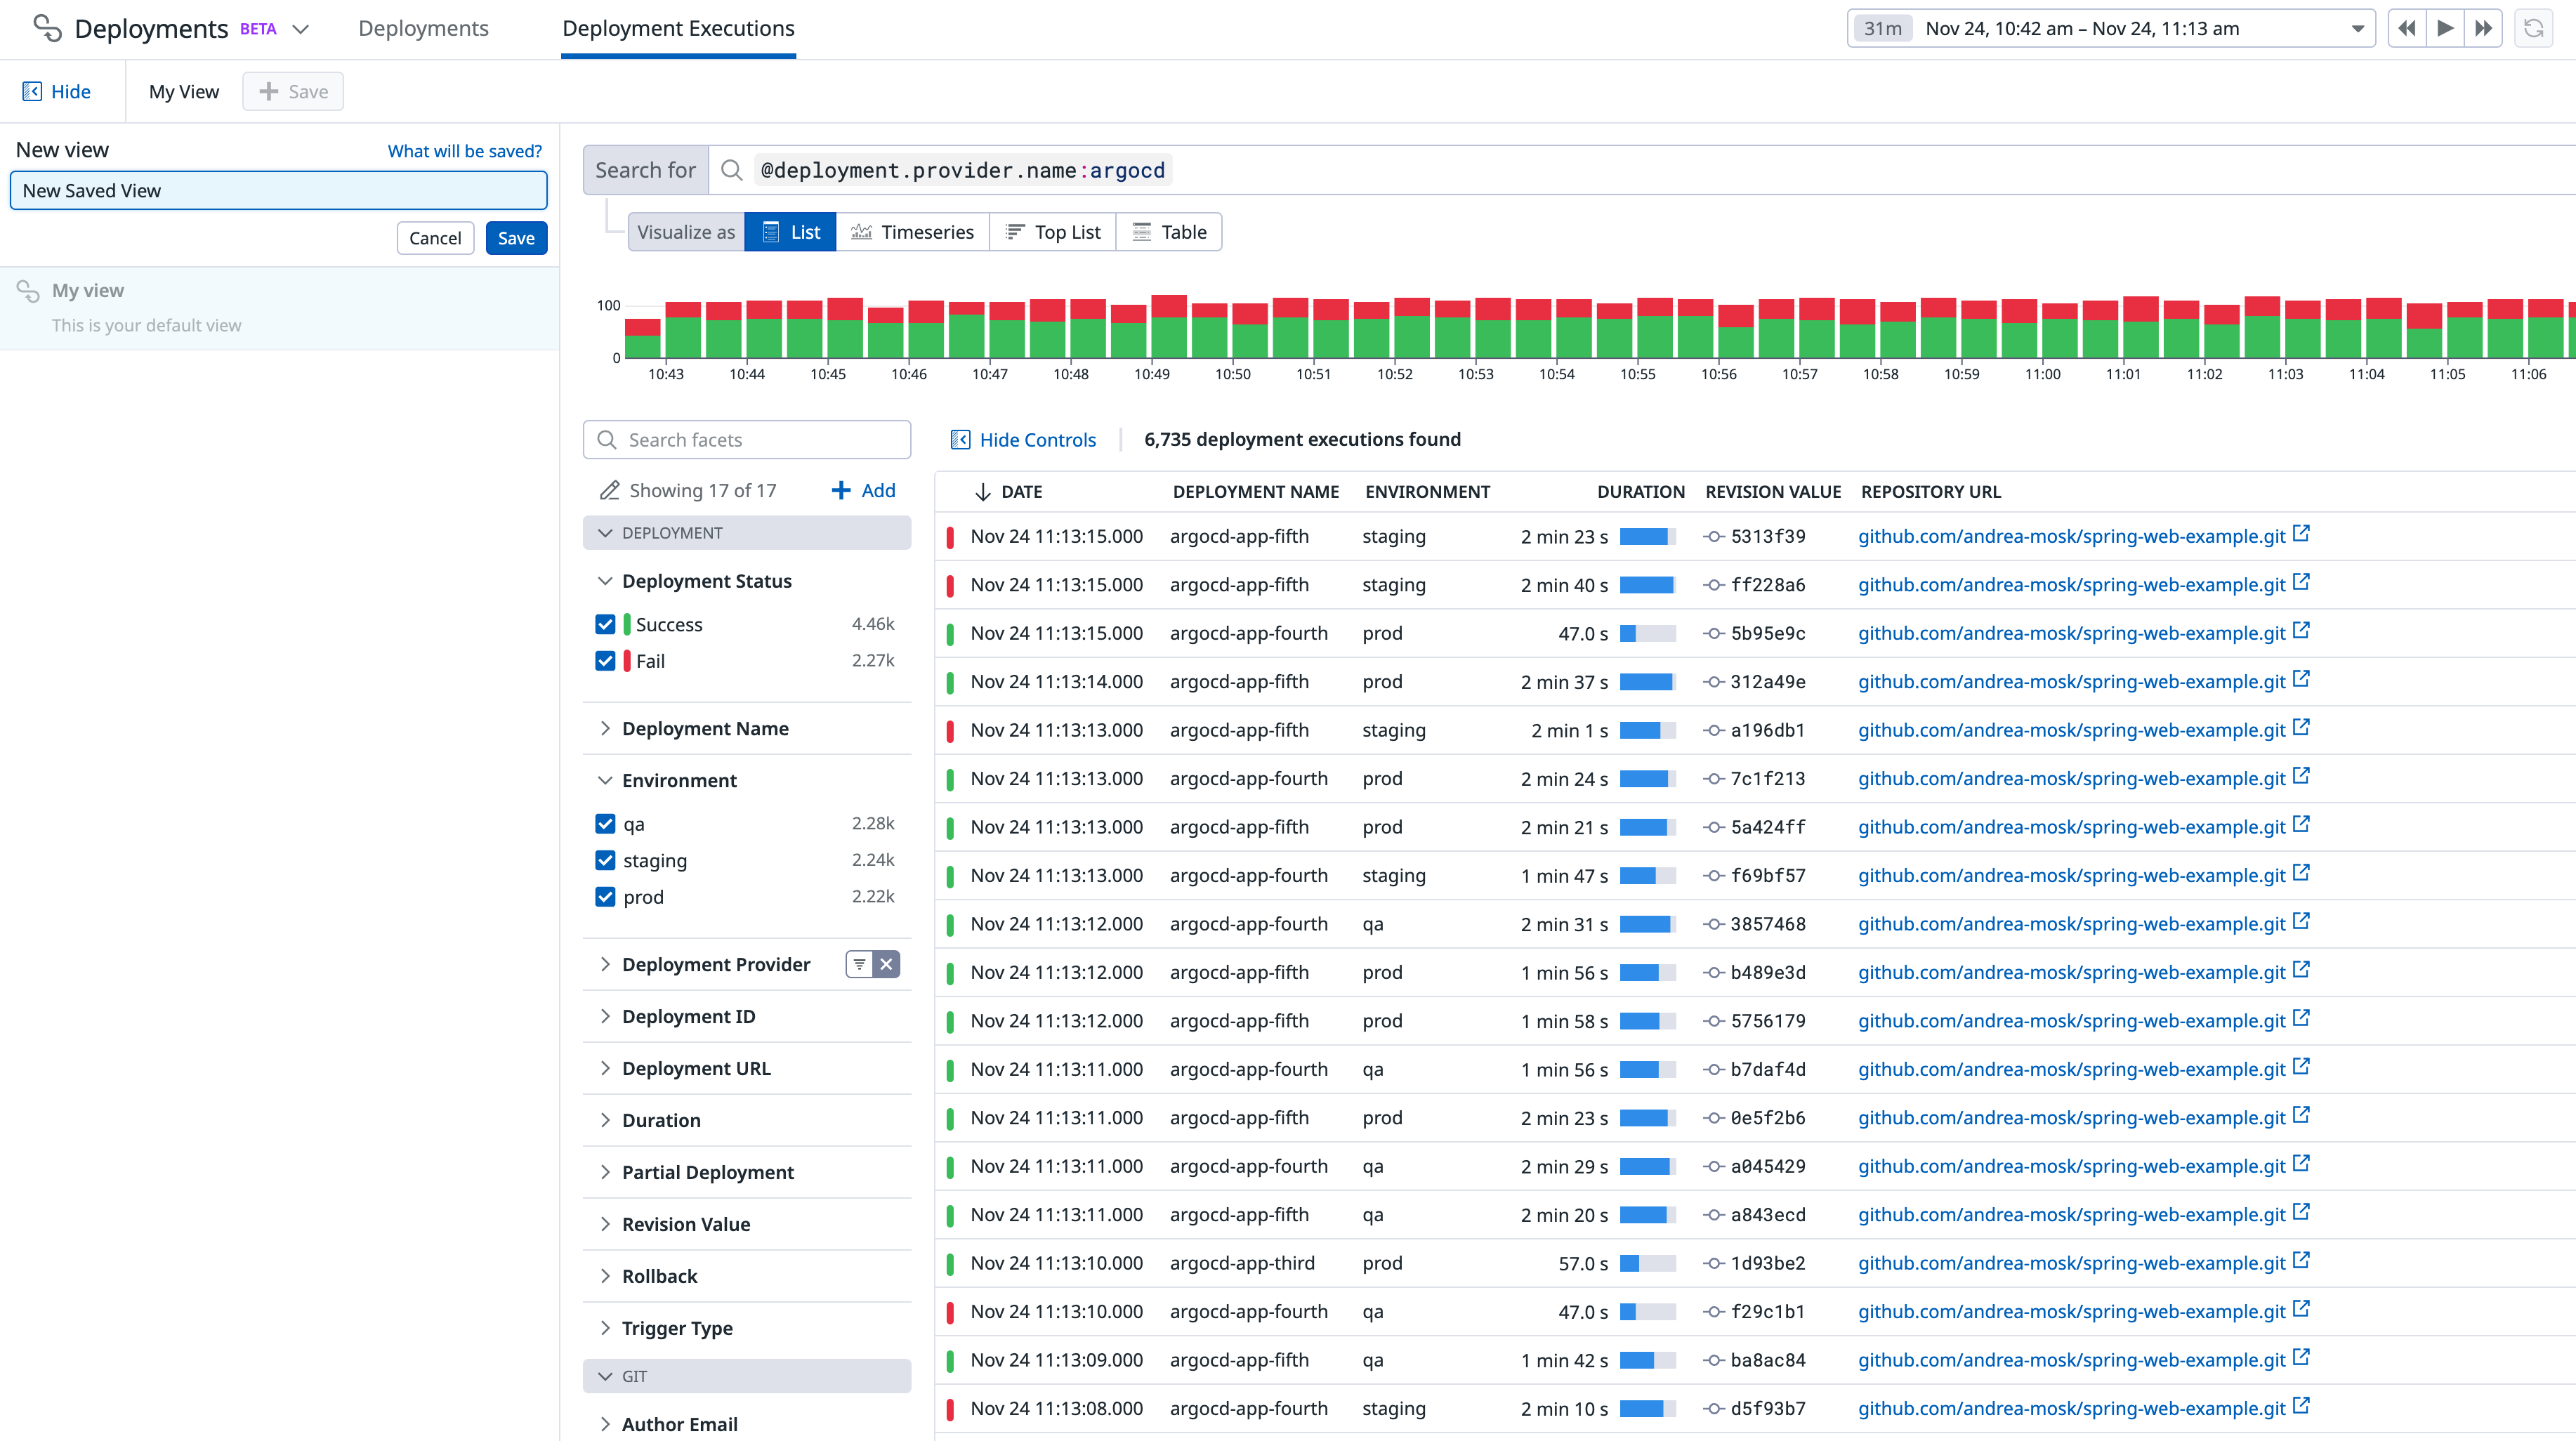 Deployments BETA Deployments Deployment Executions 31m Nov 24, 10:42 am – Nov 24, 11:13 am
Hide My View Save
New view What will be saved?
New Saved View
Cancel Save
My view
This is your default view
Search for @deployment.provider.name:argocd
Visualize as List Timeseries Top List Table
100
0
10:43 10:44 10:45 10:46 10:47 10:48 10:49 10:50 10:51 10:52 10:53 10:54 10:55 10:56 10:57 10:58 10:59 11:00 11:01 11:02 11:03 11:04 11:05 11:06
Search facets
Showing 17 of 17 Add
DEPLOYMENT
Deployment Status
Success 4.46k
Fail 2.27k
Deployment Name
Environment
qa 2.28k
staging 2.24k
prod 2.22k
Deployment Provider
Deployment ID
Deployment URL
Duration
Partial Deployment
Revision Value
Rollback
Trigger Type
GIT
Author Email
Hide Controls 6,735 deployment executions found
DATE DEPLOYMENT NAME ENVIRONMENT DURATION REVISION VALUE REPOSITORY URL
Nov 24 11:13:15.000 argocd-app-fifth staging 2 min 23 s 5313f39 github.com/andrea-mosk/spring-web-example.git
Nov 24 11:13:15.000 argocd-app-fifth staging 2 min 40 s ff228a6 github.com/andrea-mosk/spring-web-example.git
Nov 24 11:13:15.000 argocd-app-fourth prod 47.0 s 5b95e9c github.com/andrea-mosk/spring-web-example.git
Nov 24 11:13:14.000 argocd-app-fifth prod 2 min 37 s 312a49e github.com/andrea-mosk/spring-web-example.git
Nov 24 11:13:13.000 argocd-app-fifth staging 2 min 1 s a196db1 github.com/andrea-mosk/spring-web-example.git
Nov 24 11:13:13.000 argocd-app-fourth prod 2 min 24 s 7c1f213 github.com/andrea-mosk/spring-web-example.git
Nov 24 11:13:13.000 argocd-app-fifth prod 2 min 21 s 5a424ff github.com/andrea-mosk/spring-web-example.git
Nov 24 11:13:13.000 argocd-app-fourth staging 1 min 47 s f69bf57 github.com/andrea-mosk/spring-web-example.git
Nov 24 11:13:12.000 argocd-app-fourth qa 2 min 31 s 3857468 github.com/andrea-mosk/spring-web-example.git
Nov 24 11:13:12.000 argocd-app-fifth prod 1 min 56 s b489e3d github.com/andrea-mosk/spring-web-example.git
Nov 24 11:13:12.000 argocd-app-fifth prod 1 min 58 s 5756179 github.com/andrea-mosk/spring-web-example.git
Nov 24 11:13:11.000 argocd-app-fourth qa 1 min 56 s b7daf4d github.com/andrea-mosk/spring-web-example.git
Nov 24 11:13:11.000 argocd-app-fifth prod 2 min 23 s 0e5f2b6 github.com/andrea-mosk/spring-web-example.git
Nov 24 11:13:11.000 argocd-app-fourth qa 2 min 29 s a045429 github.com/andrea-mosk/spring-web-example.git
Nov 24 11:13:11.000 argocd-app-fifth qa 2 min 20 s a843ecd github.com/andrea-mosk/spring-web-example.git
Nov 24 11:13:10.000 argocd-app-third prod 57.0 s 1d93be2 github.com/andrea-mosk/spring-web-example.git
Nov 24 11:13:10.000 argocd-app-fourth qa 47.0 s f29c1b1 github.com/andrea-mosk/spring-web-example.git
Nov 24 11:13:09.000 argocd-app-fifth qa 1 min 42 s ba8ac84 github.com/andrea-mosk/spring-web-example.git
Nov 24 11:13:08.000 argocd-app-fourth staging 2 min 10 s d5f93b7 github.com/andrea-mosk/spring-web-example.git